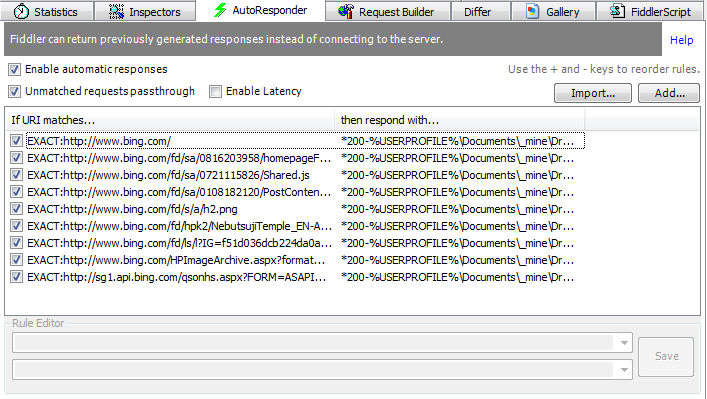 Statistics Inspectors AutoResponder Request Builder Differ Gallery FiddlerScript
Fiddler can return previously generated responses instead of connecting to the server. Help
Enable automatic responses Use the + and - keys to reorder rules.
Unmatched requests passthrough Enable Latency Import... Add...
If URI matches... then respond with...
EXACT:http://www.bing.com/ *200-%USERPROFILE%\Documents\_mine\Dr...
EXACT:http://www.bing.com/fd/sa/0816203958/homepageF... *200-%USERPROFILE%\Documents\_mine\Dr...
EXACT:http://www.bing.com/fd/sa/0721115826/Shared.js *200-%USERPROFILE%\Documents\_mine\Dr...
EXACT:http://www.bing.com/fd/sa/0108182120/PostConten... *200-%USERPROFILE%\Documents\_mine\Dr...
EXACT:http://www.bing.com/fd/s/a/h2.png *200-%USERPROFILE%\Documents\_mine\Dr...
EXACT:http://www.bing.com/fd/hpk2/NebutsujiTemple_EN-A... *200-%USERPROFILE%\Documents\_mine\Dr...
EXACT:http://www.bing.com/fd/ls/l?IG=f51d036dcb224da0a... *200-%USERPROFILE%\Documents\_mine\Dr...
EXACT:http://www.bing.com/HPImageArchive.aspx?format... *200-%USERPROFILE%\Documents\_mine\Dr...
EXACT:http://sg1.api.bing.com/qsonhs.aspx?FORM=ASAPI... *200-%USERPROFILE%\Documents\_mine\Dr...
Rule Editor
Save